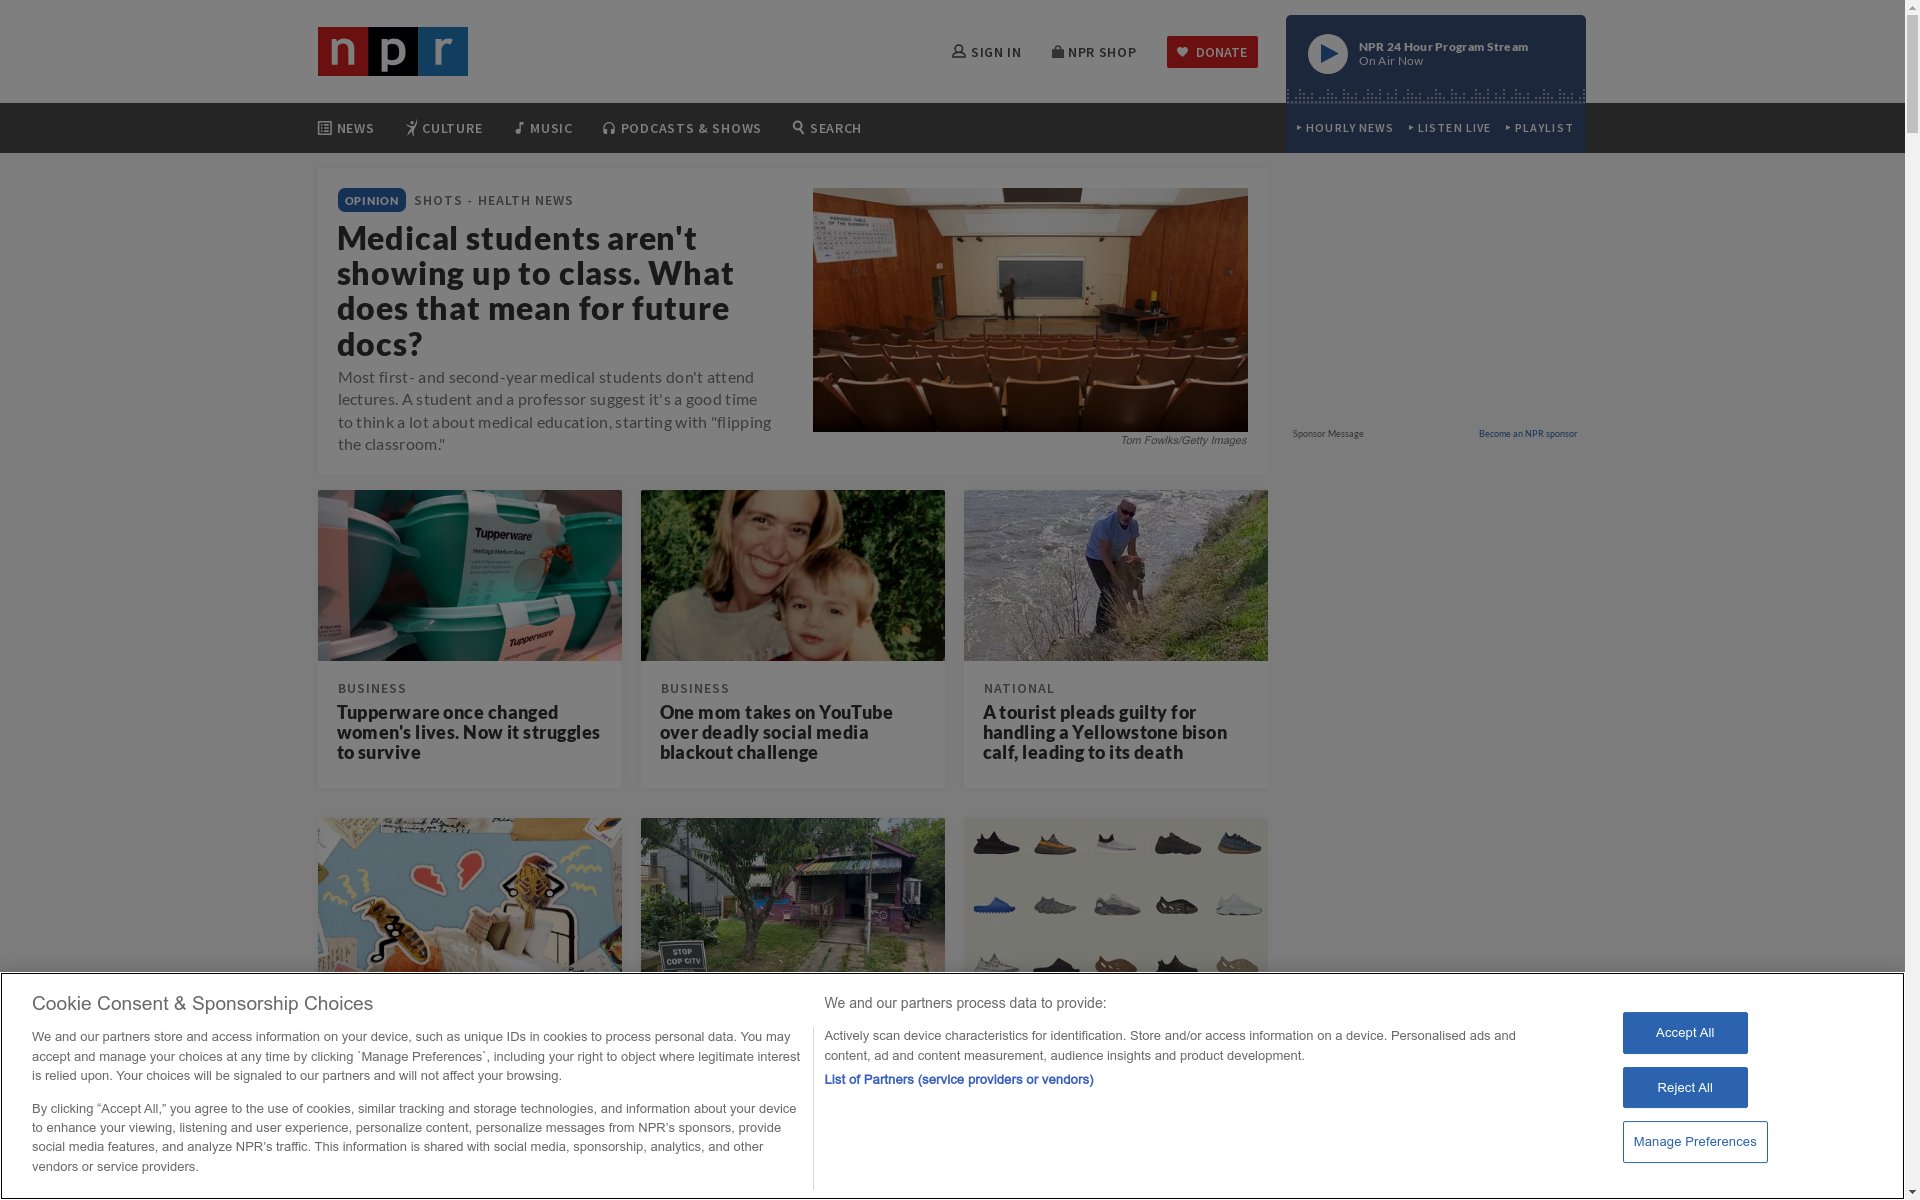 npr
SIGN IN
NPR SHOP
DONATE
NPR 24 Hour Program Stream
On Air Now
NEWS
CULTURE
MUSIC
PODCASTS & SHOWS
SEARCH
HOURLY NEWS
LISTEN LIVE
PLAYLIST
OPINION
SHOTS - HEALTH NEWS
Medical students aren't
showing up to class. What
does that mean for future
docs?
Most first- and second-year medical students don't attend
lectures. A student and a professor suggest it's a good time
to think a lot about medical education, starting with "flipping
the classroom."
PERIODIC TABLE
OF THE ELEMENTS
Tom Fowlks/Getty Images
Sponsor Message
Become an NPR sponsor
Tupperware
Heritage Medium Bowl
Tupperware
BUSINESS
Tupperware once changed
women's lives. Now it struggles
to survive
BUSINESS
One mom takes on YouTube
over deadly social media
blackout challenge
NATIONAL
A tourist pleads guilty for
handling a Yellowstone bison
calf, leading to its death
STOP
COP CITY
Cookie Consent & Sponsorship Choices
We and our partners store and access information on your device, such as unique IDs in cookies to process personal data. You may
accept and manage your choices at any time by clicking `Manage Preferences`, including your right to object where legitimate interest
is relied upon. Your choices will be signaled to our partners and will not affect your browsing.
By clicking “Accept All,” you agree to the use of cookies, similar tracking and storage technologies, and information about your device
to enhance your viewing, listening and user experience, personalize content, personalize messages from NPR’s sponsors, provide
social media features, and analyze NPR’s traffic. This information is shared with social media, sponsorship, analytics, and other
vendors or service providers.
We and our partners process data to provide:
Actively scan device characteristics for identification. Store and/or access information on a device. Personalised ads and
content, ad and content measurement, audience insights and product development.
List of Partners (service providers or vendors)
Accept All
Reject All
Manage Preferences